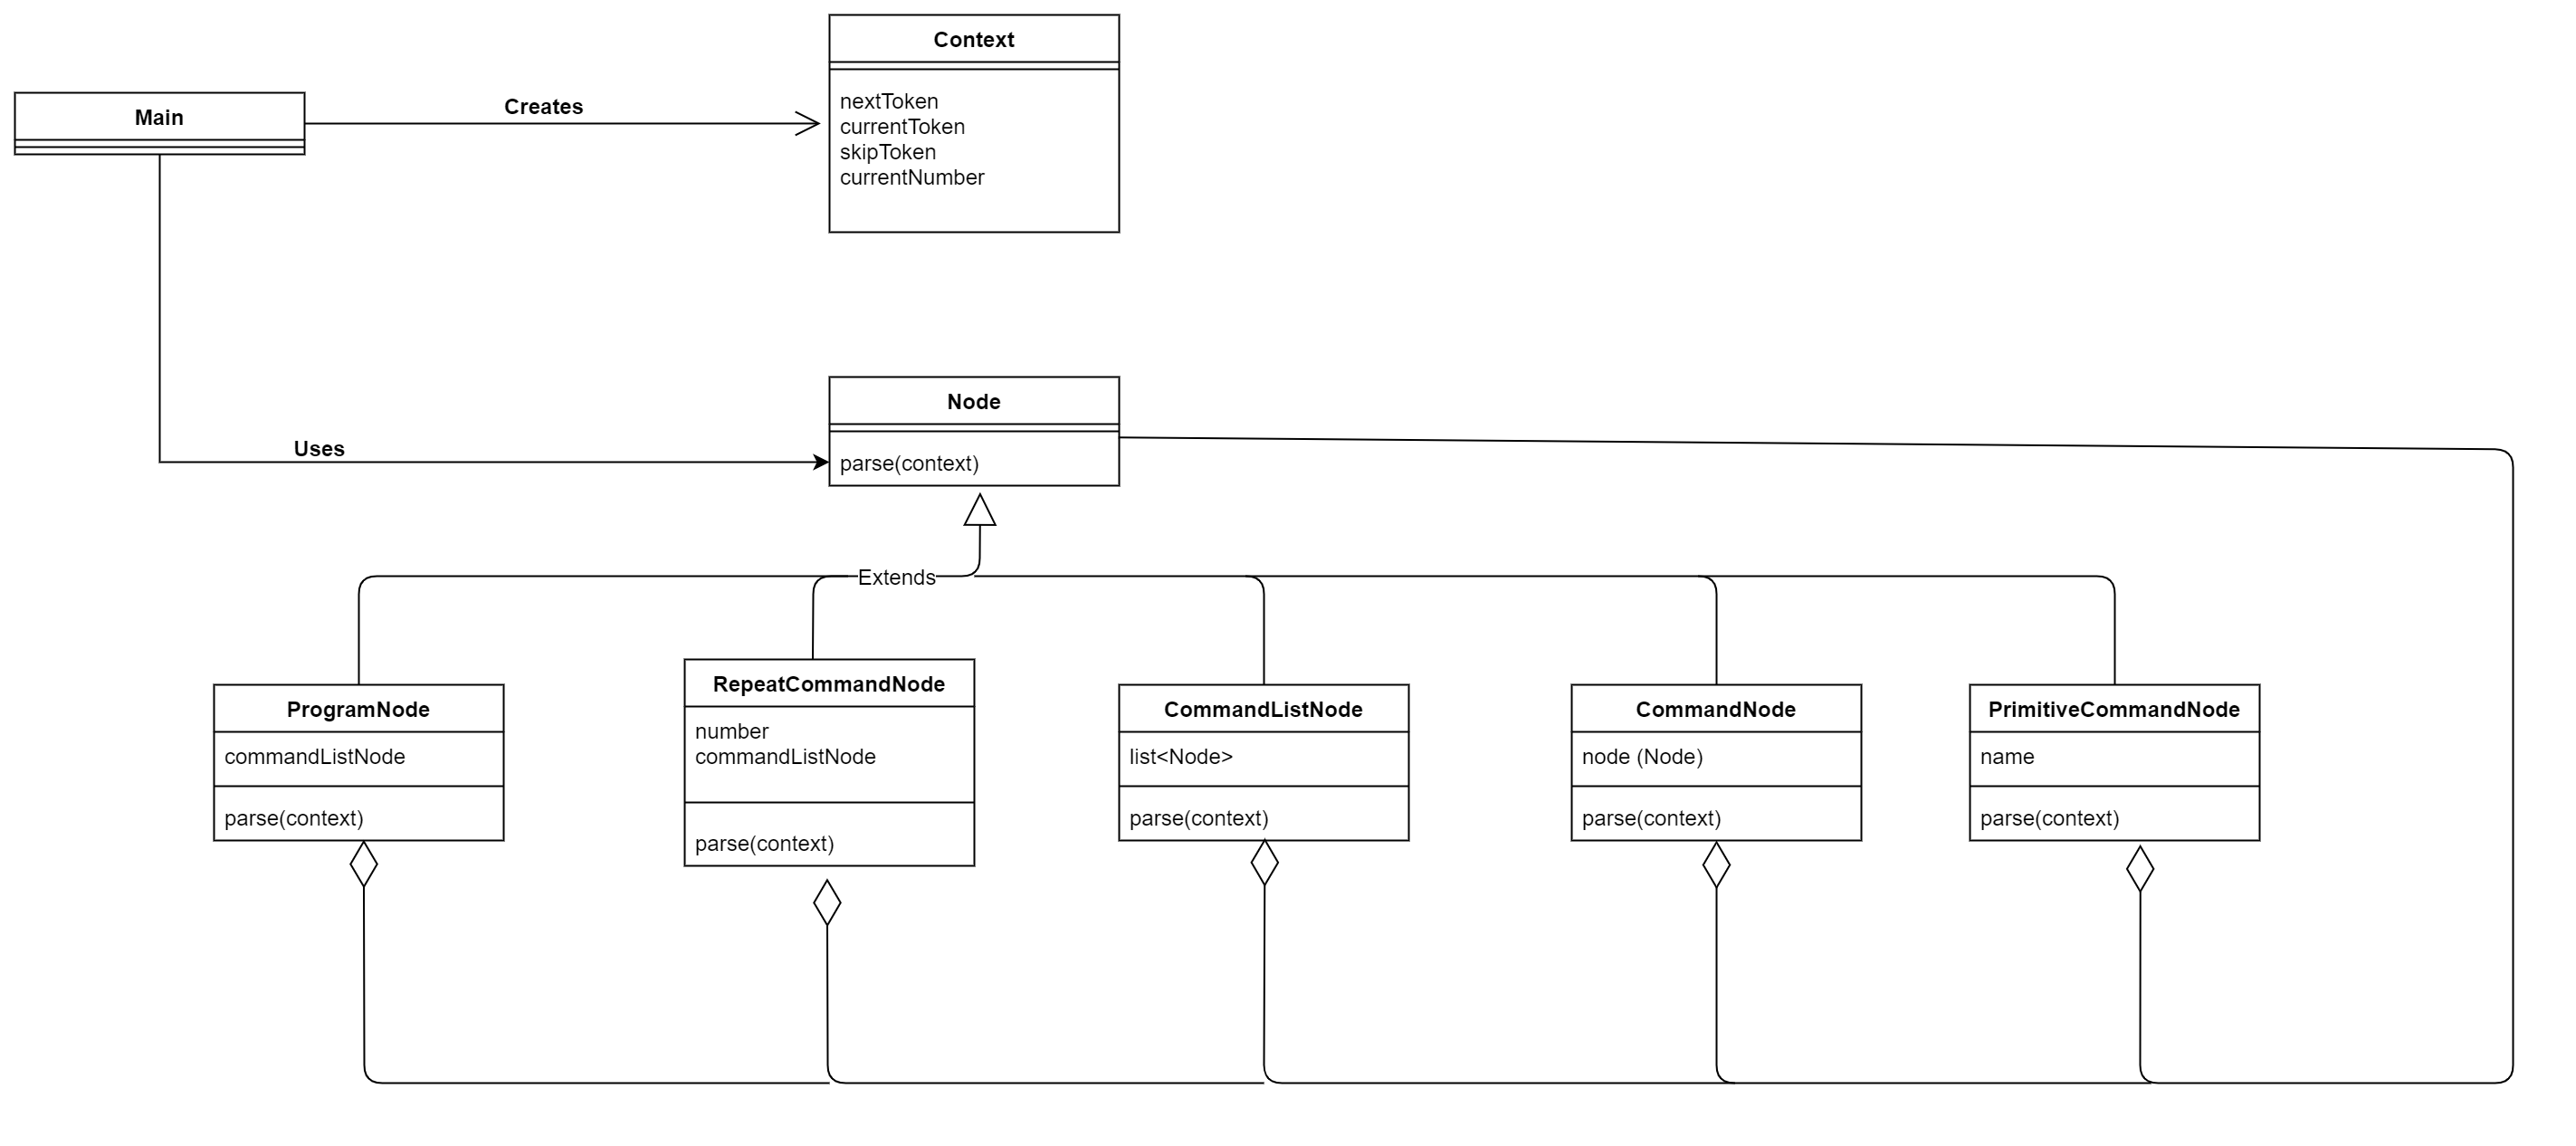 Context
nextToken
currentToken
skipToken
currentNumber
Main
Creates
Uses
Node
parse(context)
Extends
ProgramNode
commandListNode
parse(context)
RepeatCommandNode
number
commandListNode
parse(context)
CommandListNode
list<Node>
parse(context)
CommandNode
node (Node)
parse(context)
PrimitiveCommandNode
name
parse(context)